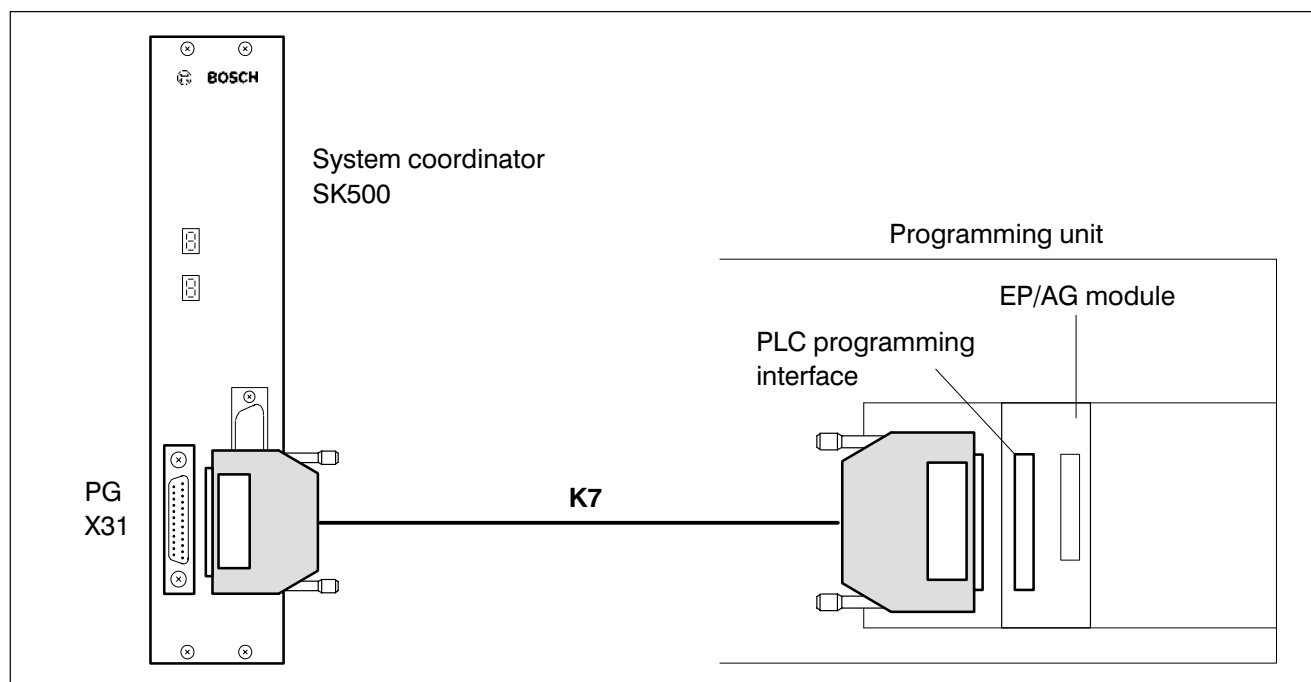 BOSCH
System coordinator
SK500
Programming unit
EP/AG module
PLC programming
interface
PG
X31
K7